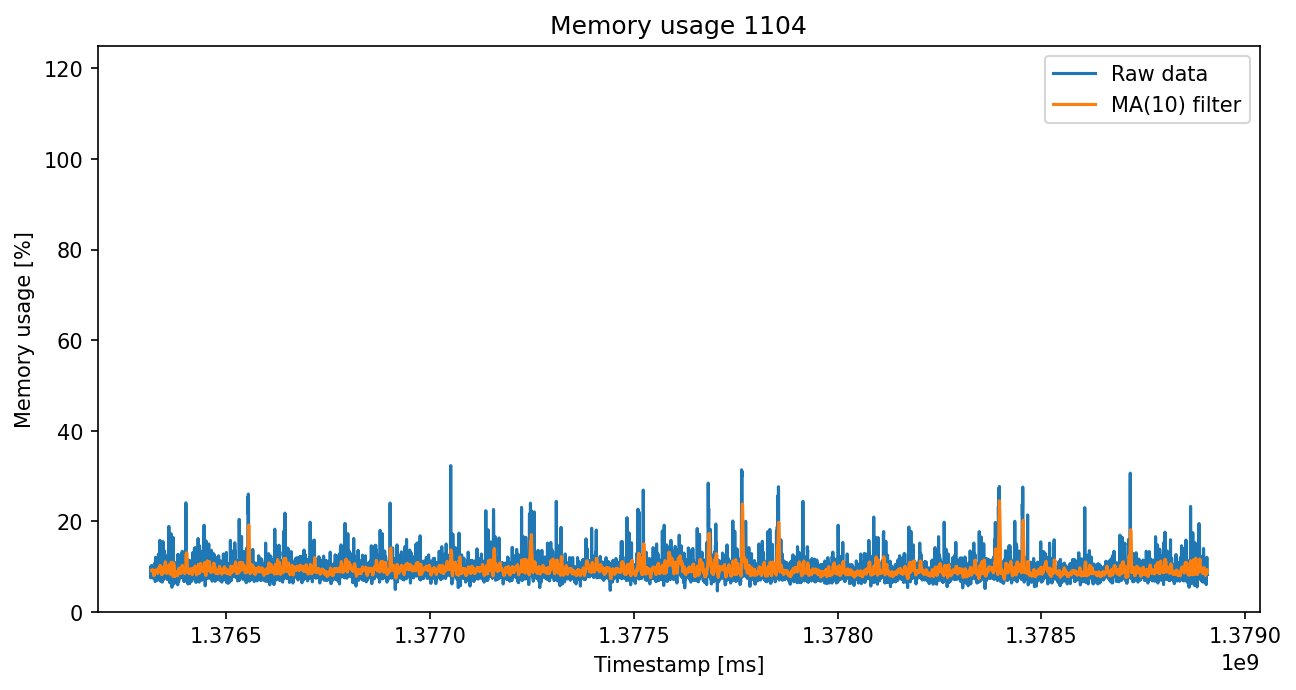 Memory usage 1104
Raw data
MA(10) filter
Memory usage [%]
120
100
80
60
40
20
0
1.3765 1.3770 1.3775 1.3780 1.3785 1.3790
1e9
Timestamp [ms]